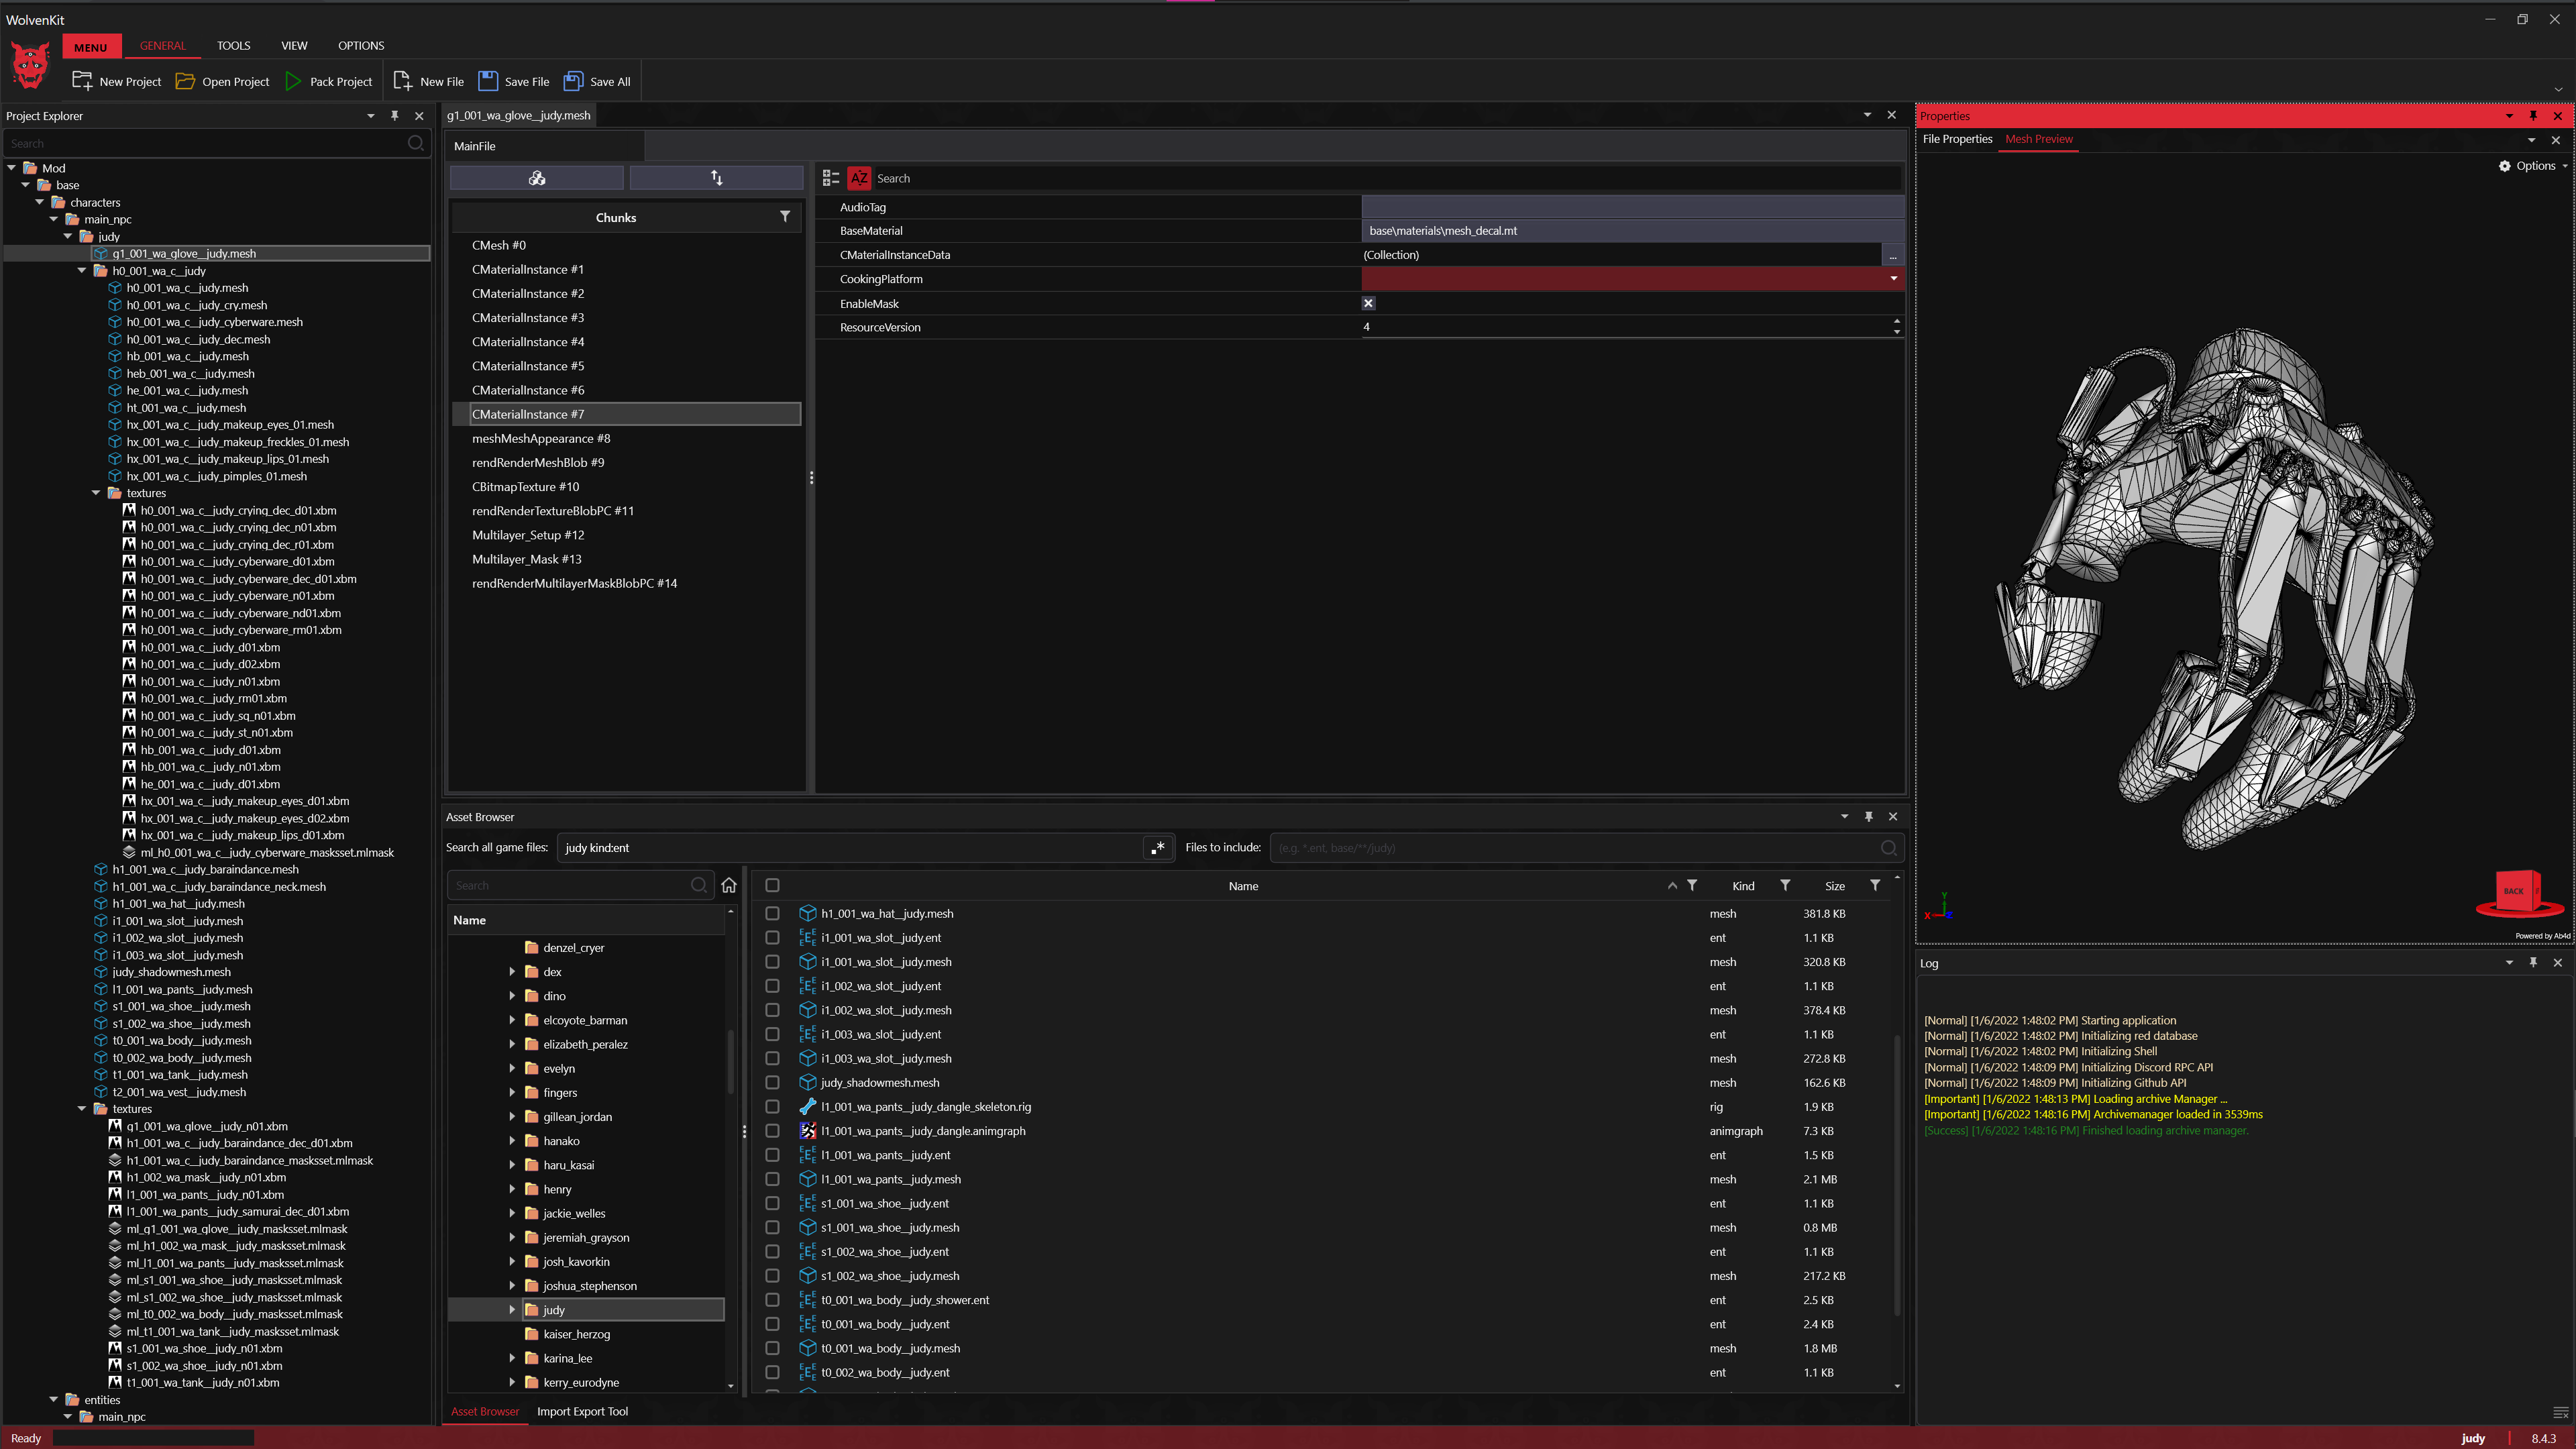 WolvenKit
MENU
GENERAL
TOOLS
VIEW
OPTIONS
New Project
Open Project
Pack Project
New File
Save File
Save All
Project Explorer
Search
Mod
base
characters
main_npc
judy
g1_001_wa_glove__judy.mesh
h0_001_wa_c__judy
h0_001_wa_c__judy.mesh
h0_001_wa_c__judy_cry.mesh
h0_001_wa_c__judy_cyberware.mesh
h0_001_wa_c__judy_dec.mesh
hb_001_wa_c__judy.mesh
heb_001_wa_c__judy.mesh
he_001_wa_c__judy.mesh
ht_001_wa_c__judy.mesh
hx_001_wa_c__judy_makeup_eyes_01.mesh
hx_001_wa_c__judy_makeup_freckles_01.mesh
hx_001_wa_c__judy_makeup_lips_01.mesh
hx_001_wa_c__judy_pimples_01.mesh
textures
h0_001_wa_c__judy_crying_dec_d01.xbm
h0_001_wa_c__judy_crying_dec_n01.xbm
h0_001_wa_c__judy_crying_dec_r01.xbm
h0_001_wa_c__judy_cyberware_d01.xbm
h0_001_wa_c__judy_cyberware_dec_d01.xbm
h0_001_wa_c__judy_cyberware_n01.xbm
h0_001_wa_c__judy_cyberware_nd01.xbm
h0_001_wa_c__judy_cyberware_rm01.xbm
h0_001_wa_c__judy_d01.xbm
h0_001_wa_c__judy_d02.xbm
h0_001_wa_c__judy_n01.xbm
h0_001_wa_c__judy_rm01.xbm
h0_001_wa_c__judy_sq_n01.xbm
h0_001_wa_c__judy_st_n01.xbm
hb_001_wa_c__judy_d01.xbm
hb_001_wa_c__judy_n01.xbm
he_001_wa_c__judy_d01.xbm
hx_001_wa_c__judy_makeup_eyes_d01.xbm
hx_001_wa_c__judy_makeup_eyes_d02.xbm
hx_001_wa_c__judy_makeup_lips_d01.xbm
ml_h0_001_wa_c__judy_cyberware_masksset.mlmask
h1_001_wa_c__judy_baraindance.mesh
h1_001_wa_c__judy_baraindance_neck.mesh
h1_001_wa_hat__judy.mesh
i1_001_wa_slot__judy.mesh
i1_002_wa_slot__judy.mesh
i1_003_wa_slot__judy.mesh
judy_shadowmesh.mesh
l1_001_wa_pants__judy.mesh
s1_001_wa_shoe__judy.mesh
s1_002_wa_shoe__judy.mesh
t0_001_wa_body__judy.mesh
t0_002_wa_body__judy.mesh
t1_001_wa_tank__judy.mesh
t2_001_wa_vest__judy.mesh
textures
g1_001_wa_glove__judy_n01.xbm
h1_001_wa_c__judy_baraindance_dec_d01.xbm
h1_001_wa_c__judy_baraindance_masksset.mlmask
h1_002_wa_mask__judy_n01.xbm
l1_001_wa_pants__judy_n01.xbm
l1_001_wa_pants__judy_samurai_dec_d01.xbm
ml_g1_001_wa_glove__judy_masksset.mlmask
ml_h1_002_wa_mask__judy_masksset.mlmask
ml_l1_001_wa_pants__judy_masksset.mlmask
ml_s1_001_wa_shoe__judy_masksset.mlmask
ml_s1_002_wa_shoe__judy_masksset.mlmask
ml_t0_002_wa_body__judy_masksset.mlmask
ml_t1_001_wa_tank__judy_masksset.mlmask
s1_001_wa_shoe__judy_n01.xbm
s1_002_wa_shoe__judy_n01.xbm
t1_001_wa_tank__judy_n01.xbm
entities
main_npc
g1_001_wa_glove__judy.mesh
MainFile
Chunks
CMesh #0
CMaterialInstance #1
CMaterialInstance #2
CMaterialInstance #3
CMaterialInstance #4
CMaterialInstance #5
CMaterialInstance #6
CMaterialInstance #7
meshMeshAppearance #8
rendRenderMeshBlob #9
CBitmapTexture #10
rendRenderTextureBlobPC #11
Multilayer_Setup #12
Multilayer_Mask #13
rendRenderMultilayerMaskBlobPC #14
AZ
Search
AudioTag
BaseMaterial base\materials\mesh_decal.mt
CMaterialInstanceData (Collection) ...
CookingPlatform
EnableMask
ResourceVersion 4
Asset Browser
Search all game files: judy kind:ent
Files to include: (e.g. *.ent, base/**/judy)
Search
Name
denzel_cryer
dex
dino
elcoyote_barman
elizabeth_peralez
evelyn
fingers
gillean_jordan
hanako
haru_kasai
henry
jackie_welles
jeremiah_grayson
josh_kavorkin
joshua_stephenson
judy
kaiser_herzog
karina_lee
kerry_eurodyne
Name Kind Size
h1_001_wa_hat__judy.mesh mesh 381.8 KB
i1_001_wa_slot__judy.ent ent 1.1 KB
i1_001_wa_slot__judy.mesh mesh 320.8 KB
i1_002_wa_slot__judy.ent ent 1.1 KB
i1_002_wa_slot__judy.mesh mesh 378.4 KB
i1_003_wa_slot__judy.ent ent 1.1 KB
i1_003_wa_slot__judy.mesh mesh 272.8 KB
judy_shadowmesh.mesh mesh 162.6 KB
l1_001_wa_pants__judy_dangle_skeleton.rig rig 1.9 KB
l1_001_wa_pants__judy_dangle.animgraph animgraph 7.3 KB
l1_001_wa_pants__judy.ent ent 1.5 KB
l1_001_wa_pants__judy.mesh mesh 2.1 MB
s1_001_wa_shoe__judy.ent ent 1.1 KB
s1_001_wa_shoe__judy.mesh mesh 0.8 MB
s1_002_wa_shoe__judy.ent ent 1.1 KB
s1_002_wa_shoe__judy.mesh mesh 217.2 KB
t0_001_wa_body__judy_shower.ent ent 2.5 KB
t0_001_wa_body__judy.ent ent 2.4 KB
t0_001_wa_body__judy.mesh mesh 1.8 MB
t0_002_wa_body__judy.ent ent 1.1 KB
Asset Browser
Import Export Tool
Properties
File Properties
Mesh Preview
Options
Y
X
Z
BACK
Powered by Ab4d
Log
[Normal] [1/6/2022 1:48:02 PM] Starting application
[Normal] [1/6/2022 1:48:02 PM] Initializing red database
[Normal] [1/6/2022 1:48:02 PM] Initializing Shell
[Normal] [1/6/2022 1:48:09 PM] Initializing Discord RPC API
[Normal] [1/6/2022 1:48:09 PM] Initializing Github API
[Important] [1/6/2022 1:48:13 PM] Loading archive Manager ...
[Important] [1/6/2022 1:48:16 PM] Archivemanager loaded in 3539ms
[Success] [1/6/2022 1:48:16 PM] Finished loading archive manager.
Ready
judy
8.4.3